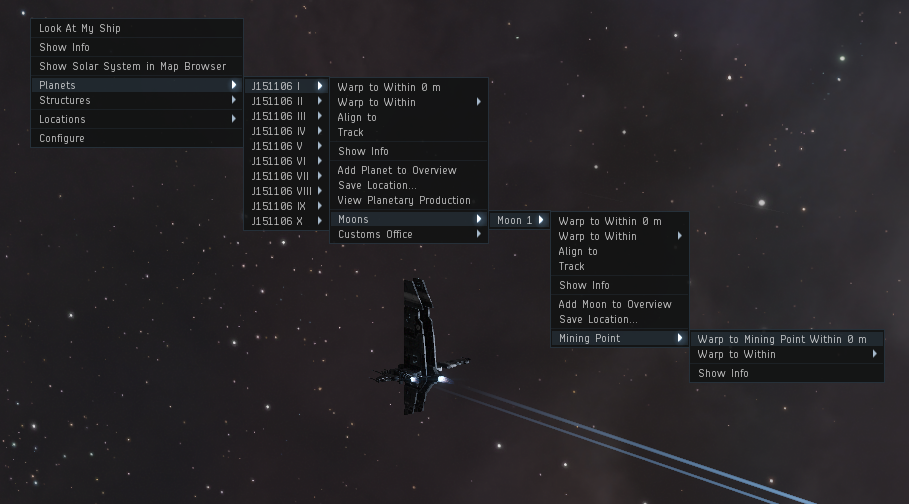 Look At My Ship
Show Info
Show Solar System in Map Browser
Planets
Structures
Locations
Configure
J151106 I
J151106 II
J151106 III
J151106 IV
J151106 V
J151106 VI
J151106 VII
J151106 VIII
J151106 IX
J151106 X
Warp to Within 0 m
Warp to Within
Align to
Track
Show Info
Add Planet to Overview
Save Location...
View Planetary Production
Moons
Customs Office
Moon 1
Warp to Within 0 m
Warp to Within
Align to
Track
Show Info
Add Moon to Overview
Save Location...
Mining Point
Warp to Mining Point Within 0 m
Warp to Within
Show Info